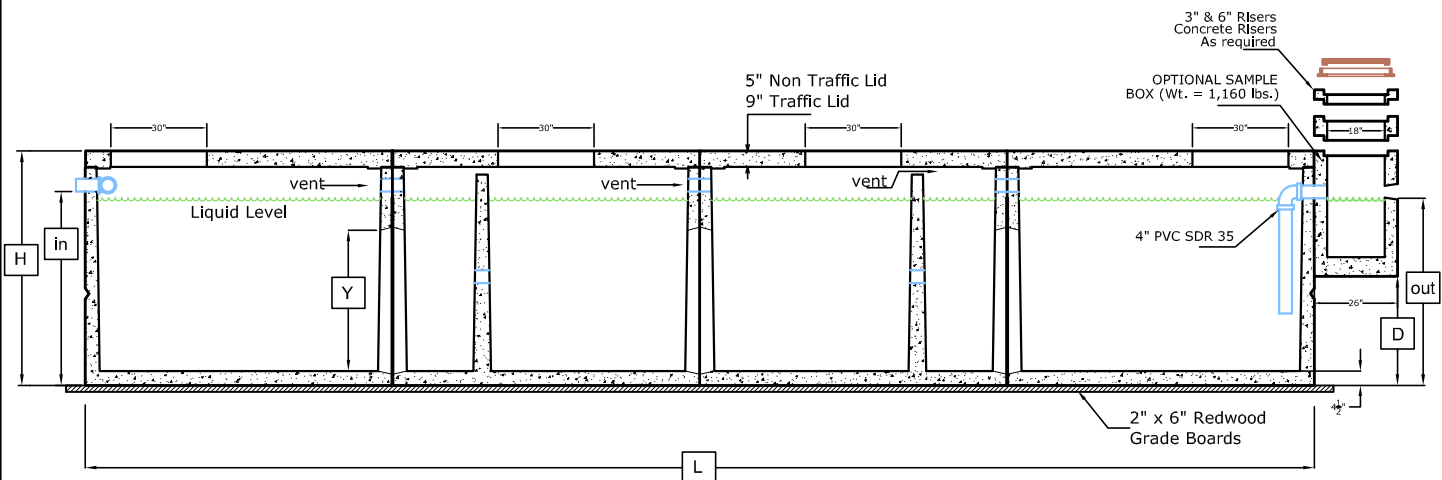 3" & 6" Risers
Concrete Risers
As required
OPTIONAL SAMPLE
BOX (Wt. = 1,160 lbs.)
5" Non Traffic Lid
9" Traffic Lid
30"
30"
30"
30"
18"
vent
vent
vent
Liquid Level
in
H
Y
4" PVC SDR 35
out
26"
D
4½"
2" x 6" Redwood
Grade Boards
L